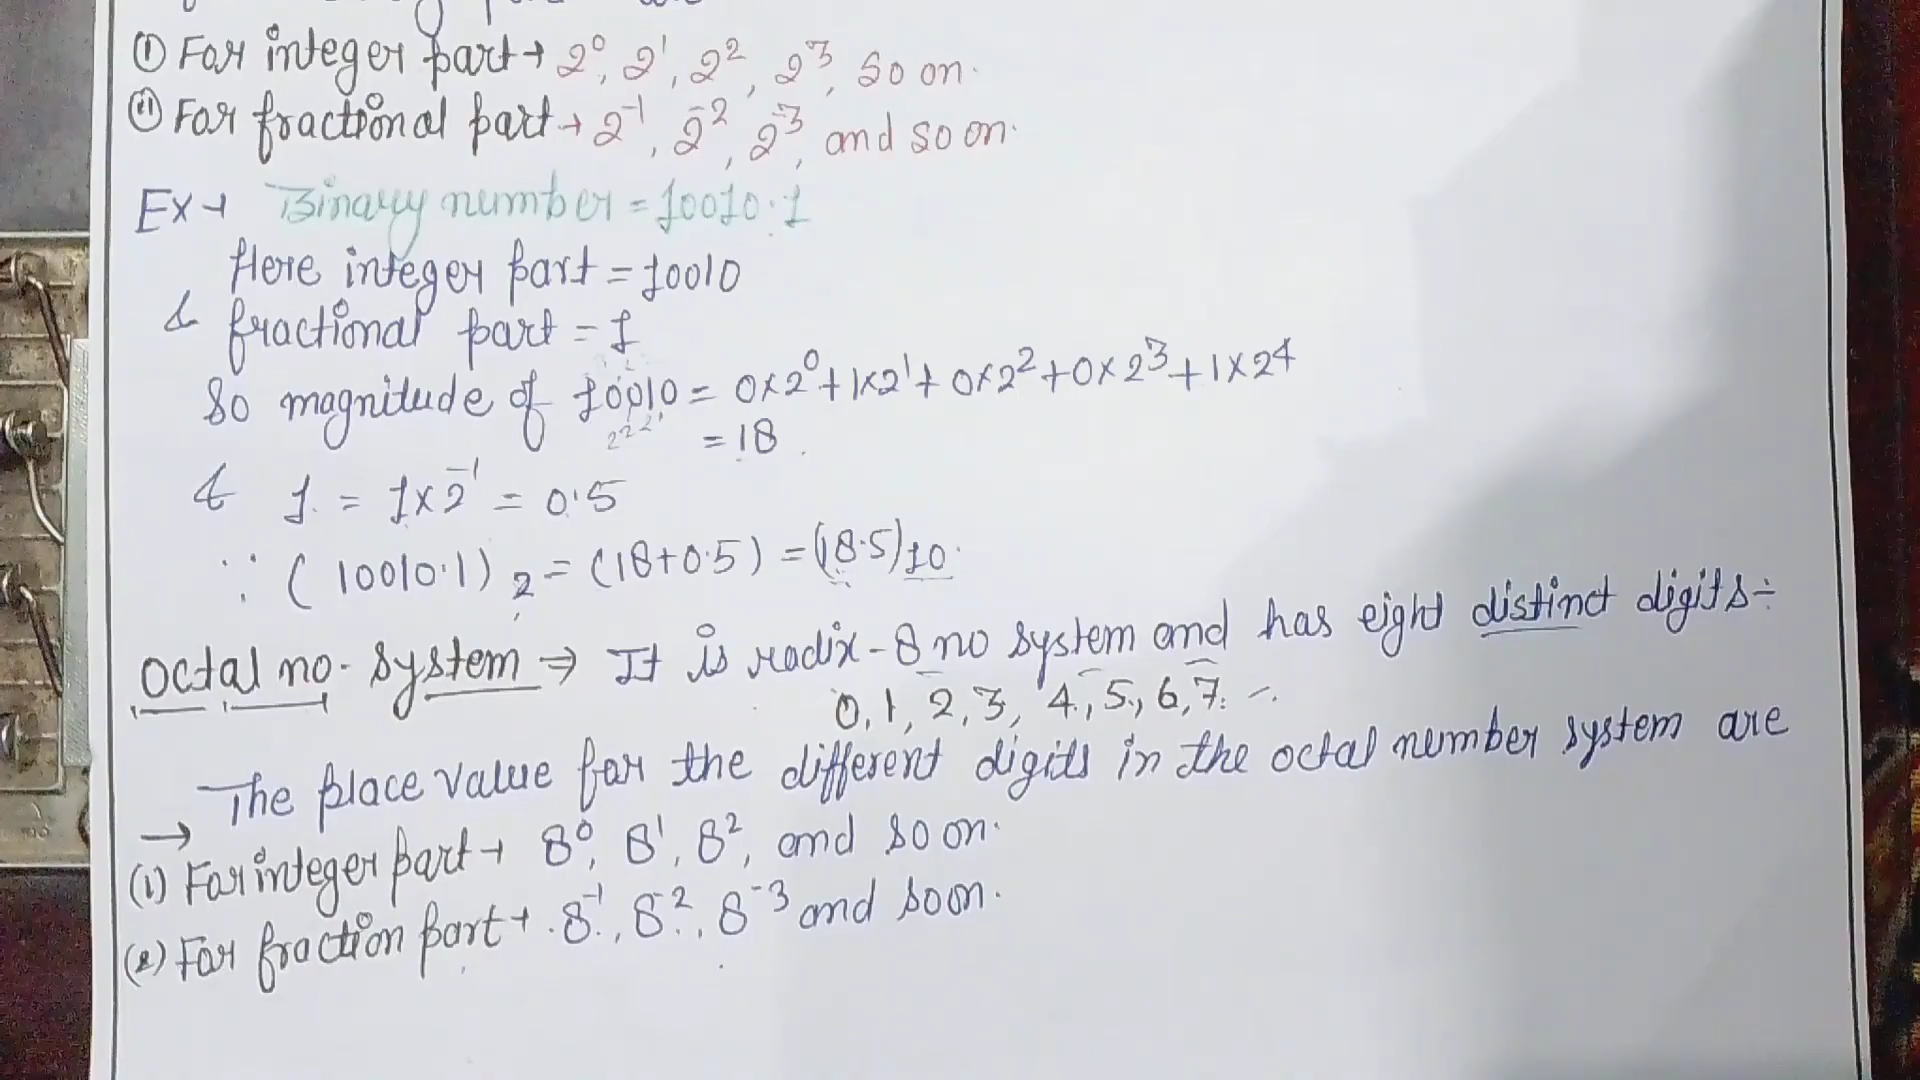 (i) For integer part → 2⁰, 2¹, 2², 2³, so on.
(ii) For fractional part → 2⁻¹, 2⁻², 2⁻³, and so on.
Ex → Binary number = 10010.1
Here integer part = 10010
& fractional part = 1
So magnitude of 10010 = 0×2⁰+1×2¹+0×2²+0×2³+1×2⁴
= 18
& 1 = 1×2⁻¹ = 0.5
∵ (10010.1)₂ = (18+0.5) = (18.5)₁₀.
Octal no. system ⇒ It is radix-8 no system and has eight distinct digits÷
0, 1, 2, 3, 4, 5, 6, 7.
→ The place value for the different digits in the octal number system are
(1) For integer part → 8⁰, 8¹, 8², and so on.
(2) For fraction part → 8⁻¹, 8⁻², 8⁻³ and soon.